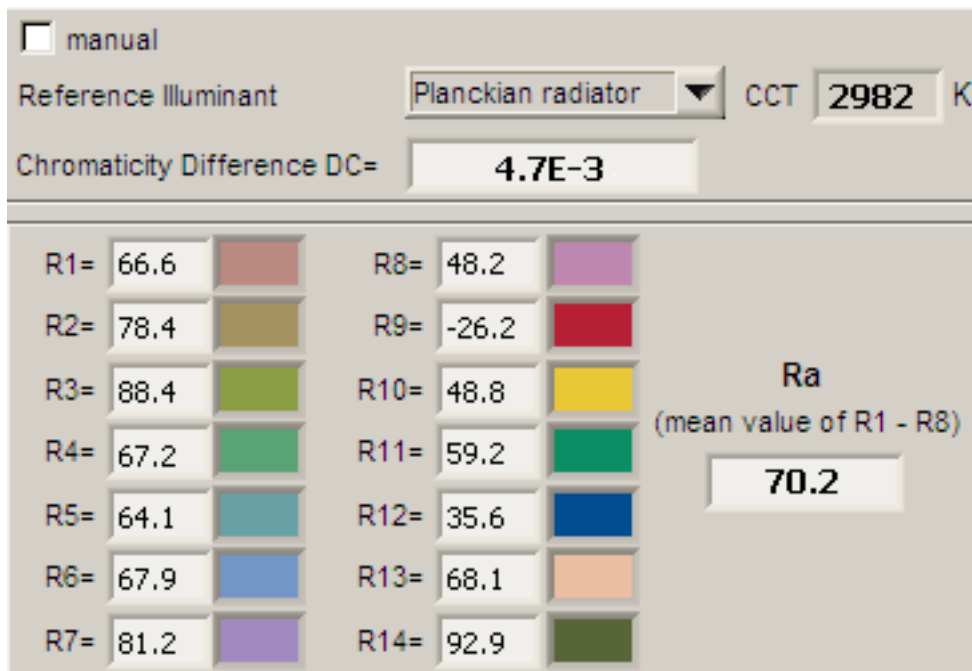 manual
Reference Illuminant Planckian radiator CCT 2982 K
Chromaticity Difference DC= 4.7E-3
R1= 66.6 R8= 48.2
R2= 78.4 R9= -26.2
R3= 88.4 R10= 48.8
R4= 67.2 R11= 59.2
R5= 64.1 R12= 35.6
R6= 67.9 R13= 68.1
R7= 81.2 R14= 92.9
Ra
(mean value of R1 - R8)
70.2